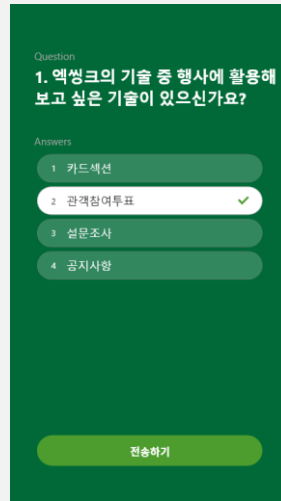 Question
1. 엑씽크의 기술 중 행사에 활용해
보고 싶은 기술이 있으신가요?
Answers
1 카드섹션
2 관객참여투표
3 설문조사
4 공지사항
전송하기